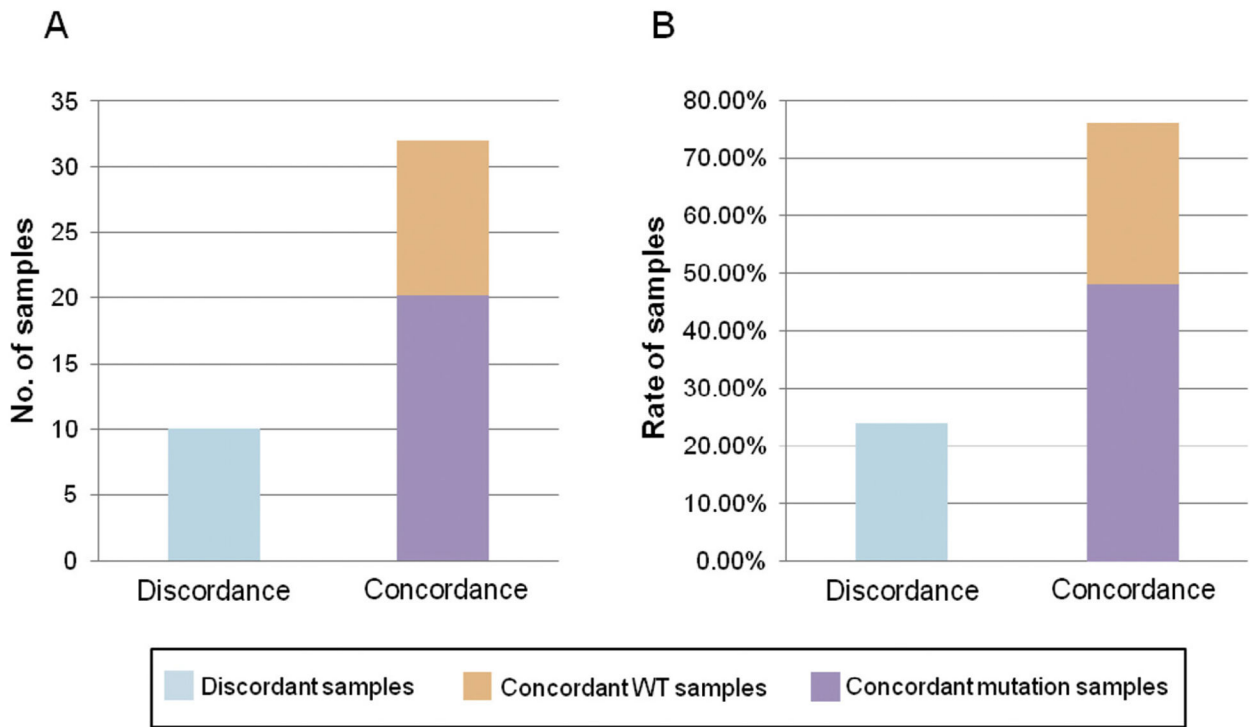 A
No. of samples
35
30
25
20
15
10
5
0
Discordance
Concordance
B
Rate of samples
80.00%
70.00%
60.00%
50.00%
40.00%
30.00%
20.00%
10.00%
0.00%
Discordance
Concordance
Discordant samples
Concordant WT samples
Concordant mutation samples